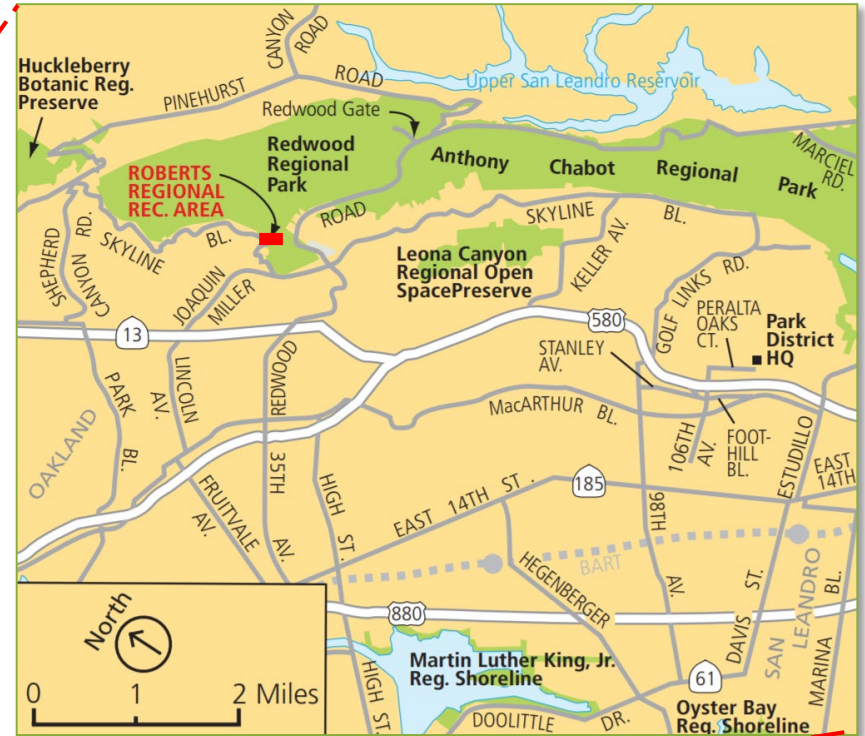 CANYON
ROAD
Huckleberry
Botanic Reg.
Preserve
PINEHURST
ROAD
Upper San Leandro Reservoir
Redwood Gate
Redwood
Regional
Park
Anthony Chabot Regional Park
MARCIEL
RD.
ROBERTS
REGIONAL
REC. AREA
ROAD
SKYLINE
BL.
SHEPHERD
CANYON RD.
SKYLINE
BL.
Leona Canyon
Regional Open
SpacePreserve
KELLER AV.
JOAQUIN
MILLER
GOLF LINKS RD.
PERALTA
OAKS
CT.
Park
District
HQ
13
580
STANLEY
AV.
LINCOLN
AV.
REDWOOD
PARK
BL.
OAKLAND
MacARTHUR BL.
106TH
AV.
FOOT-
HILL
BL.
ESTUDILLO
EAST
14TH
35TH
AV.
HIGH
ST.
FRUITVALE
AV.
EAST 14TH ST.
185
98TH
AV.
BART
HEGENBERGER
DAVIS
ST.
SAN
LEANDRO
MARINA
BL.
North
880
Martin Luther King, Jr.
Reg. Shoreline
HIGH ST.
61
0 1 2 Miles
DOOLITTLE
DR.
Oyster Bay
Reg. Shoreline